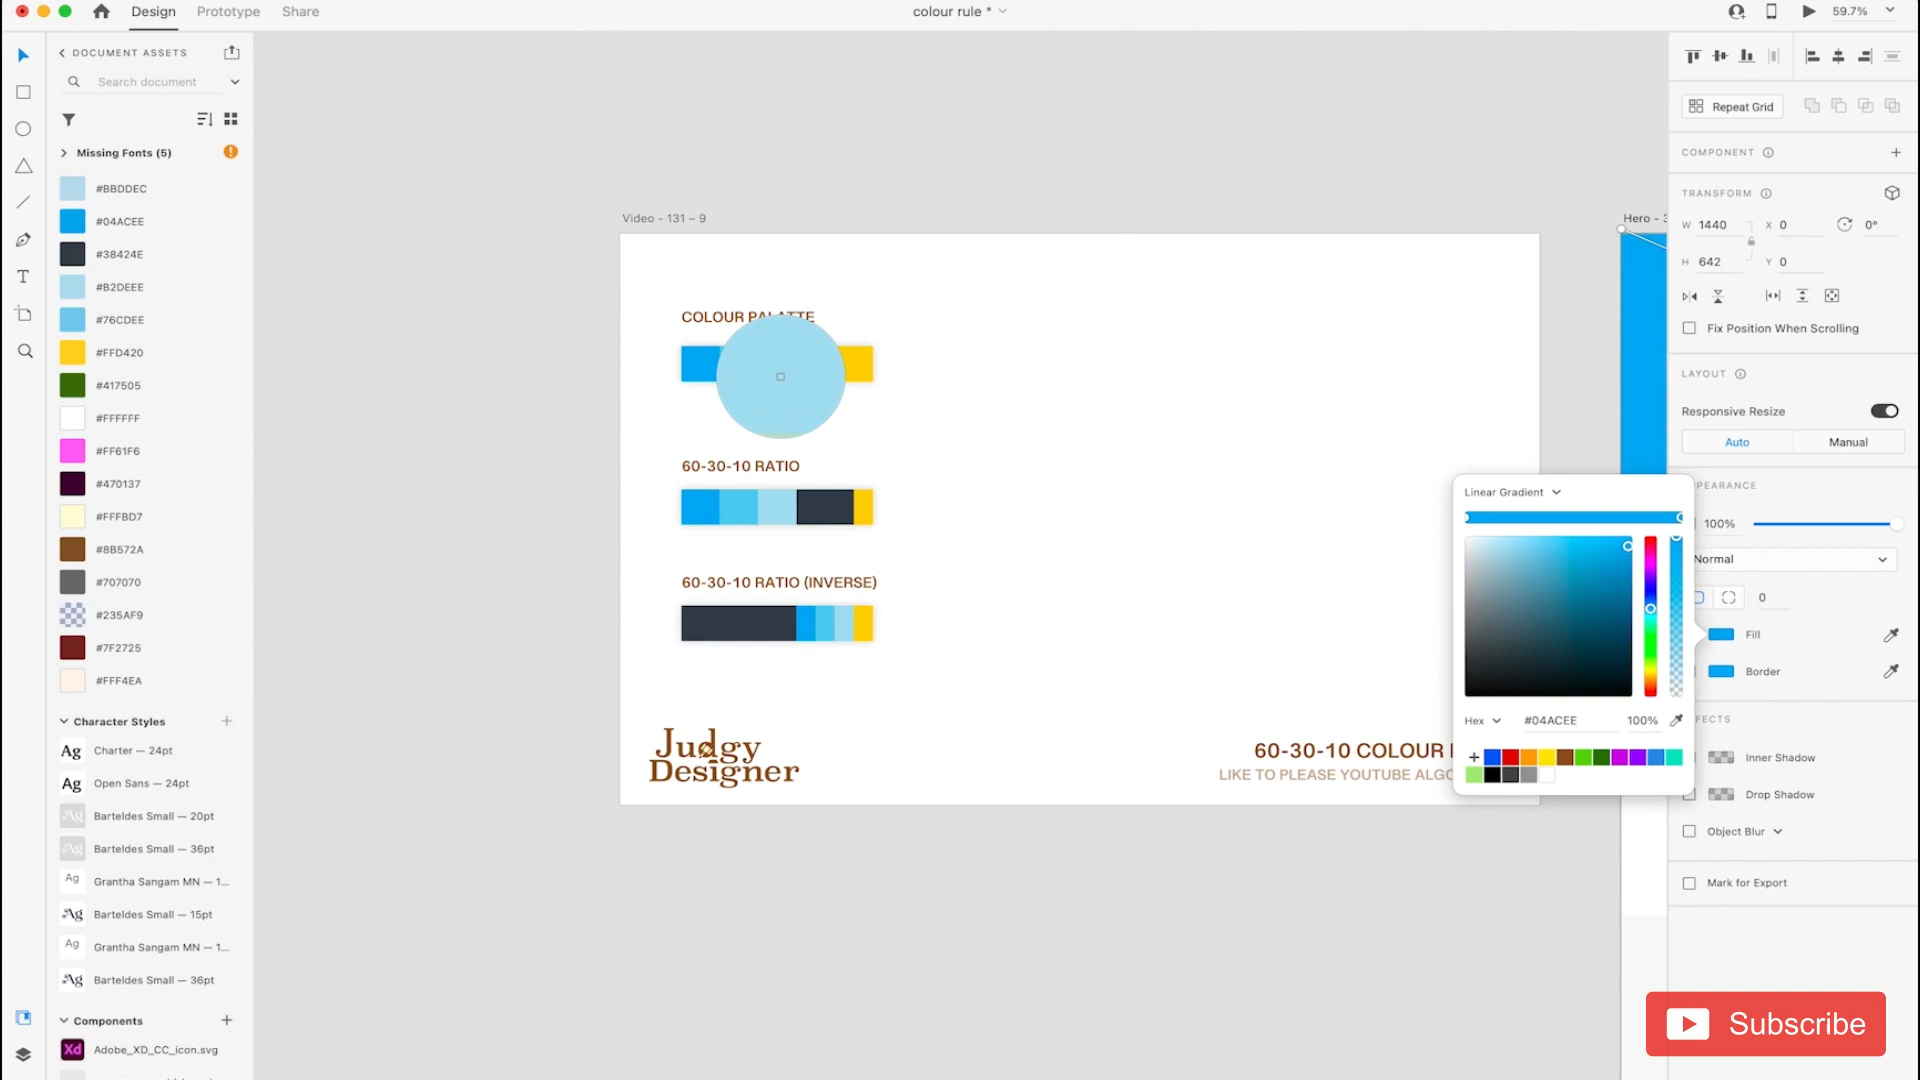 Design
Prototype
Share
colour rule *
59.7%
DOCUMENT ASSETS
Search document
Missing Fonts (5)
#BBDDEC
#04ACEE
#38424E
#B2DEEE
#76CDEE
#FFD420
#417505
#FFFFFF
#FF61F6
#470137
#FFFBD7
#8B572A
#707070
#235AF9
#7F2725
#FFF4EA
Character Styles
Ag Charter — 24pt
Ag Open Sans — 24pt
Ag Barteldes Small — 20pt
Ag Barteldes Small — 36pt
Ag Grantha Sangam MN — 1...
Ag Barteldes Small — 15pt
Ag Grantha Sangam MN — 1...
Ag Barteldes Small — 36pt
Components
Xd Adobe_XD_CC_icon.svg
Video - 131 – 9
COLOUR PALATTE
60-30-10 RATIO
60-30-10 RATIO (INVERSE)
Judgy
Designer
60-30-10 COLOUR
LIKE TO PLEASE YOUTUBE ALGO
Hero -
Linear Gradient
Hex #04ACEE 100%
Repeat Grid
COMPONENT
TRANSFORM
W 1440 X 0 0°
H 642 Y 0
Fix Position When Scrolling
LAYOUT
Responsive Resize
Auto Manual
PEARANCE
100%
Normal
0
Fill
Border
FECTS
Inner Shadow
Drop Shadow
Object Blur
Mark for Export
Subscribe